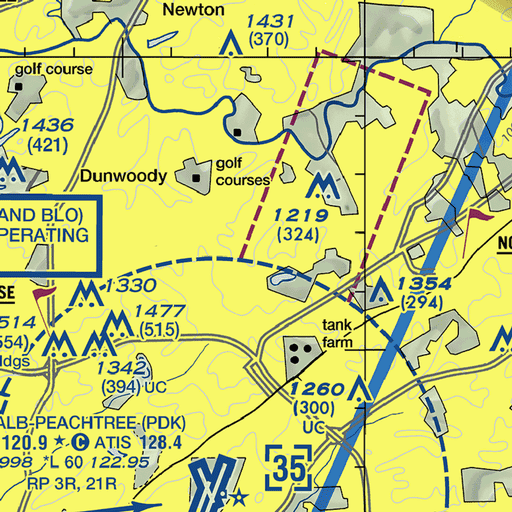 Newton
1431
(370)
golf course
1436
(421)
Dunwoody
golf
courses
AND BLO)
PERATING
1219
(324)
NO
SE
1330
1354
(294)
1477
(515)
514
554)
ldgs
tank
farm
1342
(394) UC
1260
(300)
UC
ALB-PEACHTREE (PDK)
120.9 ★ C ATIS 128.4
998 *L 60 122.95
RP 3R, 21R
35